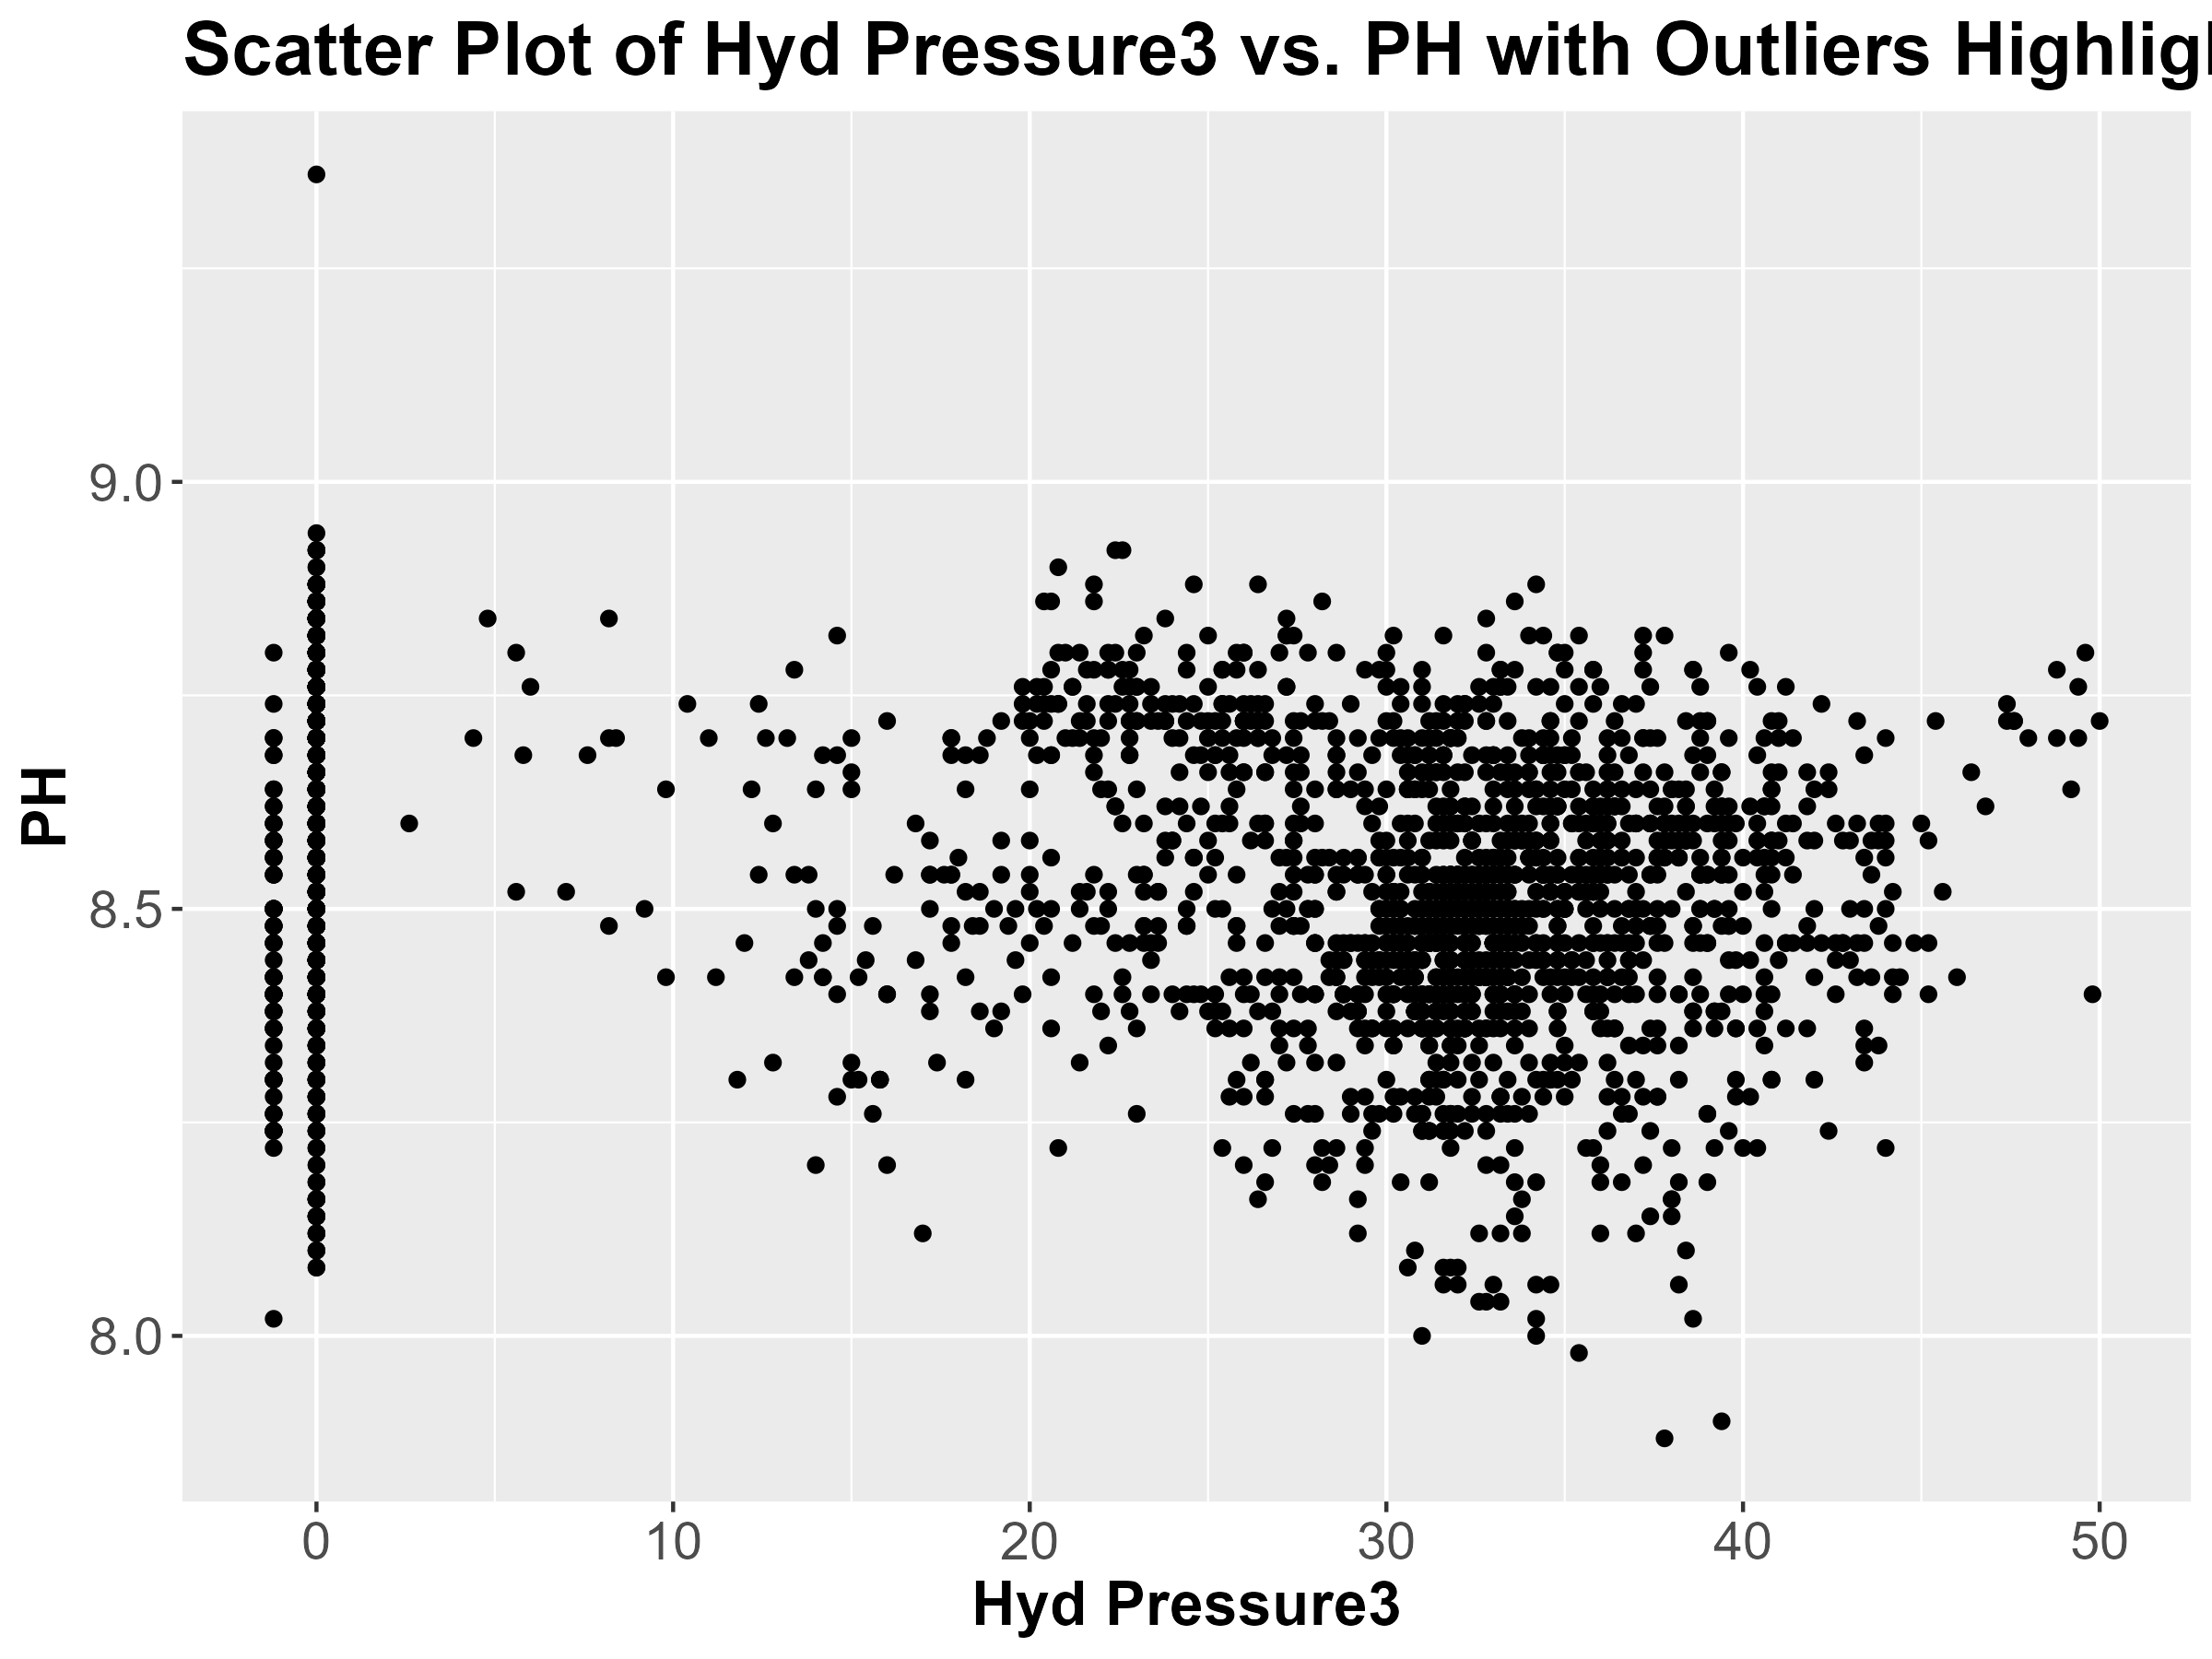 Scatter Plot of Hyd Pressure3 vs. PH with Outliers Highlig
PH
9.0
8.5
8.0
0 10 20 30 40 50
Hyd Pressure3